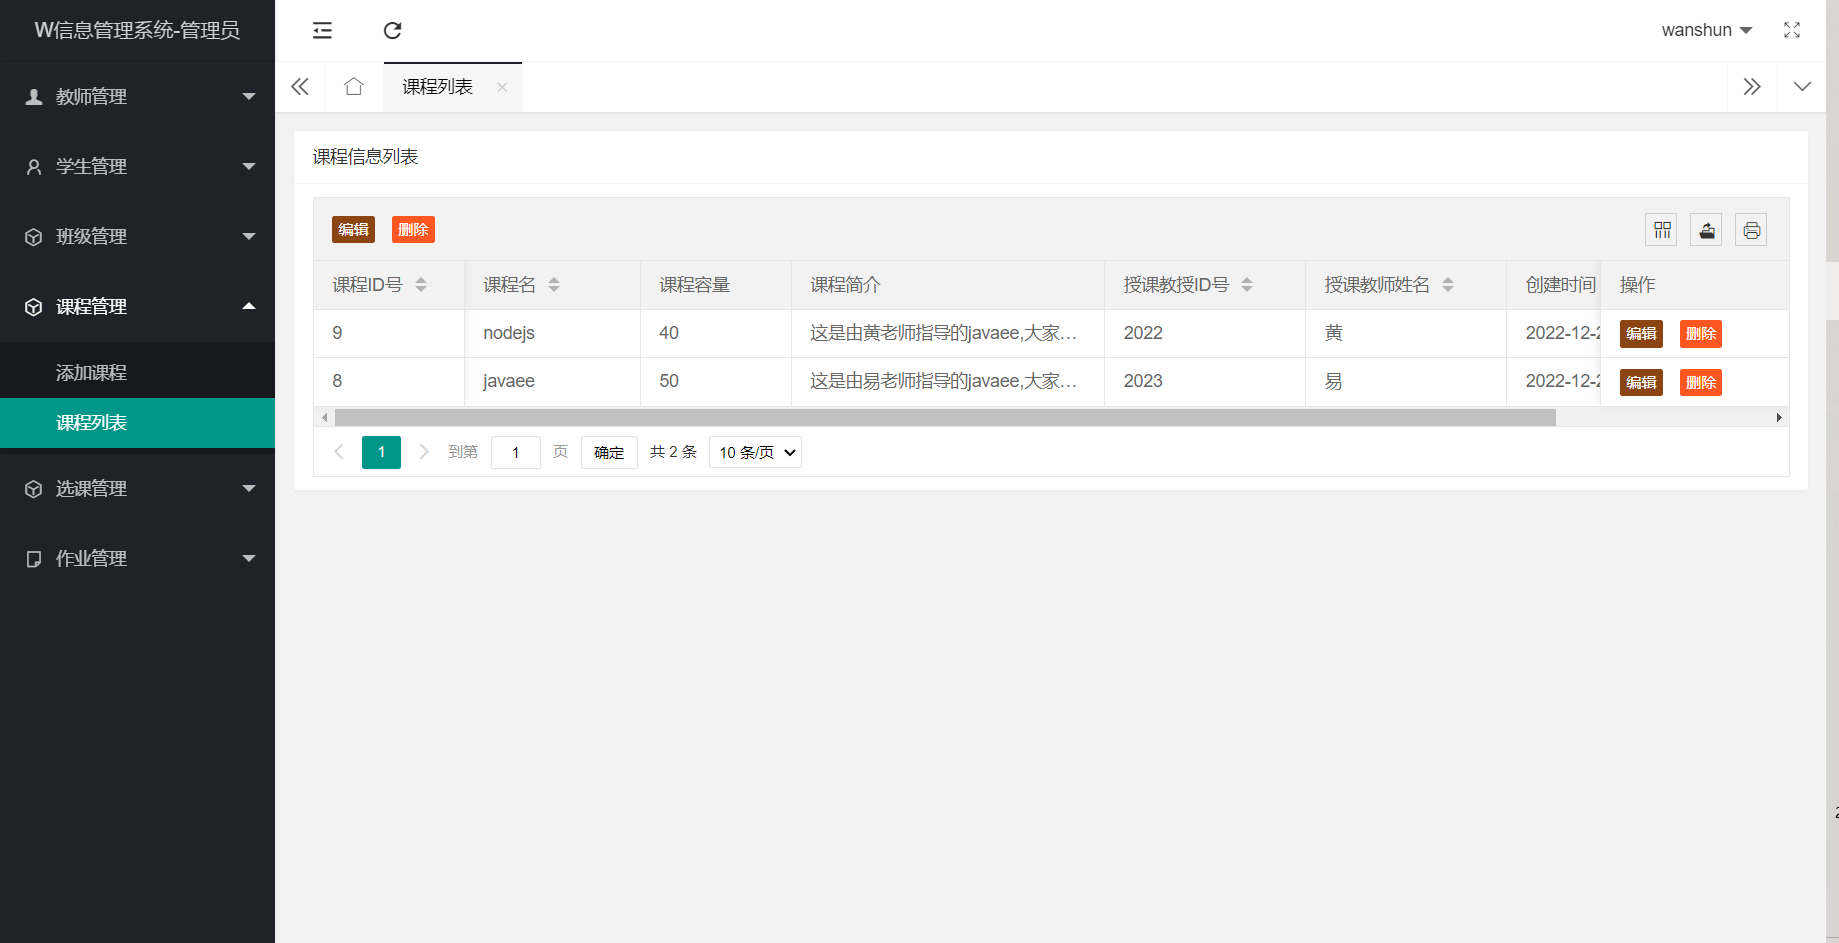 W信息管理系统-管理员
wanshun
教师管理
学生管理
班级管理
课程管理
添加课程
课程列表
选课管理
作业管理
课程列表
课程信息列表
编辑 删除
课程ID号 课程名 课程容量 课程简介 授课教授ID号 授课教师姓名 创建时间 操作
9 nodejs 40 这是由黄老师指导的javaee,大家… 2022 黄 2022-12-2 编辑 删除
8 javaee 50 这是由易老师指导的javaee,大家… 2023 易 2022-12-2 编辑 删除
1 到第 1 页 确定 共 2 条 10 条/页